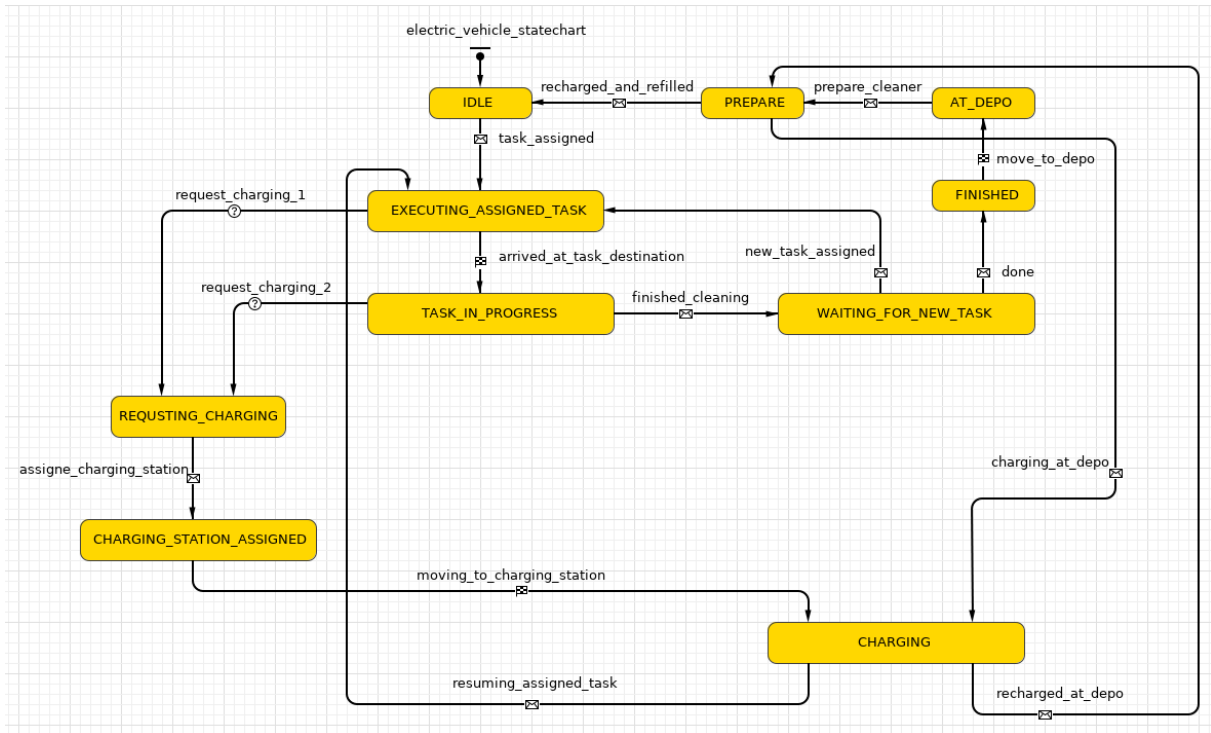 electric_vehicle_statechart
recharged_and_refilled
prepare_cleaner
IDLE
PREPARE
AT_DEPO
task_assigned
move_to_depo
request_charging_1
FINISHED
EXECUTING_ASSIGNED_TASK
new_task_assigned
arrived_at_task_destination
done
request_charging_2
finished_cleaning
TASK_IN_PROGRESS
WAITING_FOR_NEW_TASK
REQUSTING_CHARGING
assigne_charging_station
charging_at_depo
CHARGING_STATION_ASSIGNED
moving_to_charging_station
CHARGING
resuming_assigned_task
recharged_at_depo